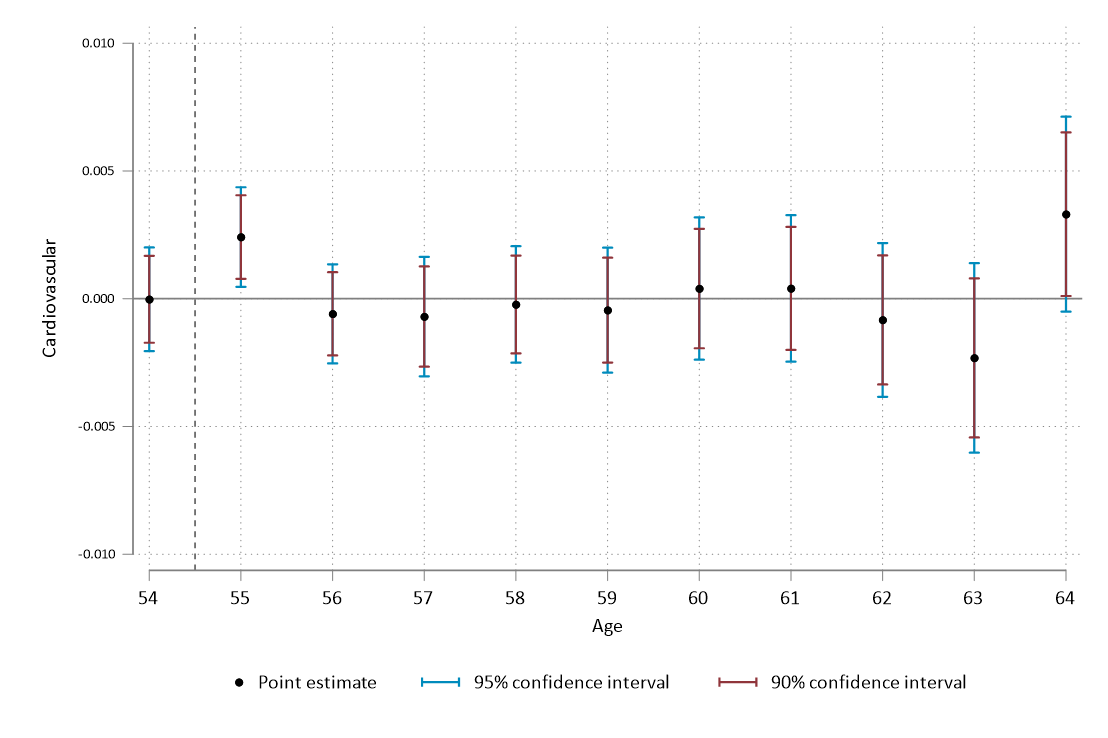 0.010
0.005
0.000
-0.005
-0.010
Cardiovascular
54 55 56 57 58 59 60 61 62 63 64
Age
Point estimate 95% confidence interval 90% confidence interval